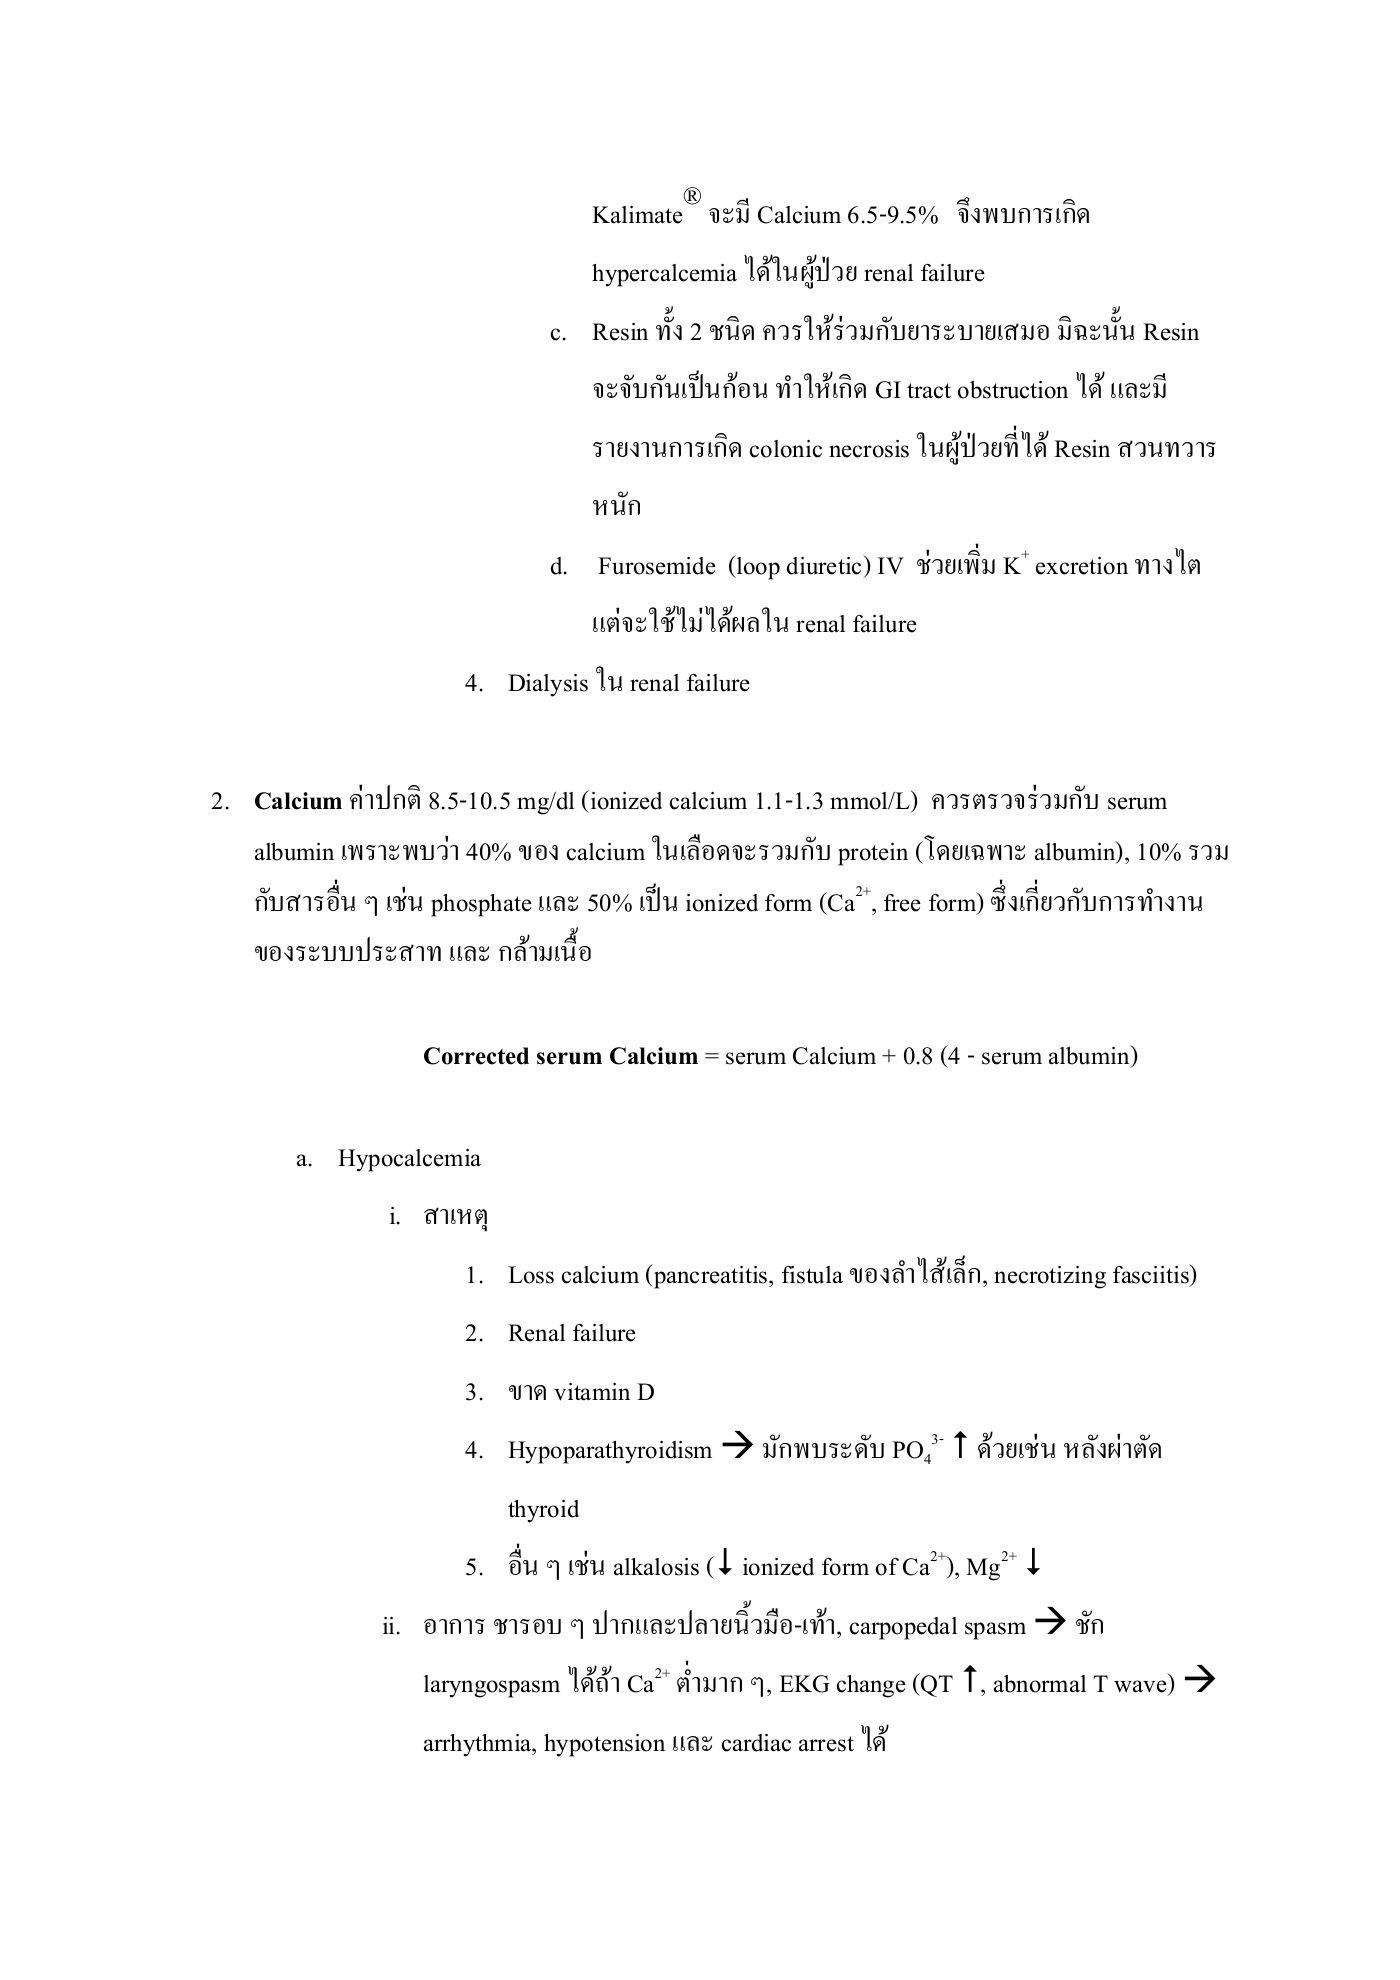 Kalimate® จะมี Calcium 6.5-9.5% จึงพบการเกิด
hypercalcemia ได้ในผู้ป่วย renal failure
c. Resin ทั้ง 2 ชนิด ควรให้ร่วมกับยาระบายเสมอ มิฉะนั้น Resin
จะจับกันเป็นก้อน ทำให้เกิด GI tract obstruction ได้ และมี
รายงานการเกิด colonic necrosis ในผู้ป่วยที่ได้ Resin สวนทวาร
หนัก
d. Furosemide (loop diuretic) IV ช่วยเพิ่ม K⁺ excretion ทางไต
แต่จะใช้ไม่ได้ผลใน renal failure
4. Dialysis ใน renal failure
2. Calcium ค่าปกติ 8.5-10.5 mg/dl (ionized calcium 1.1-1.3 mmol/L) ควรตรวจร่วมกับ serum
albumin เพราะพบว่า 40% ของ calcium ในเลือดจะรวมกับ protein (โดยเฉพาะ albumin), 10% รวม
กับสารอื่น ๆ เช่น phosphate และ 50% เป็น ionized form (Ca²⁺, free form) ซึ่งเกี่ยวกับการทำงาน
ของระบบประสาท และ กล้ามเนื้อ
Corrected serum Calcium = serum Calcium + 0.8 (4 - serum albumin)
a. Hypocalcemia
i. สาเหตุ
1. Loss calcium (pancreatitis, fistula ของลำไส้เล็ก, necrotizing fasciitis)
2. Renal failure
3. ขาด vitamin D
4. Hypoparathyroidism → มักพบระดับ PO₄³⁻ ↑ ด้วยเช่น หลังผ่าตัด
thyroid
5. อื่น ๆ เช่น alkalosis (↓ ionized form of Ca²⁺), Mg²⁺ ↓
ii. อาการ ชารอบ ๆ ปากและปลายนิ้วมือ-เท้า, carpopedal spasm → ชัก
laryngospasm ได้ถ้า Ca²⁺ ต่ำมาก ๆ, EKG change (QT ↑, abnormal T wave) →
arrhythmia, hypotension และ cardiac arrest ได้